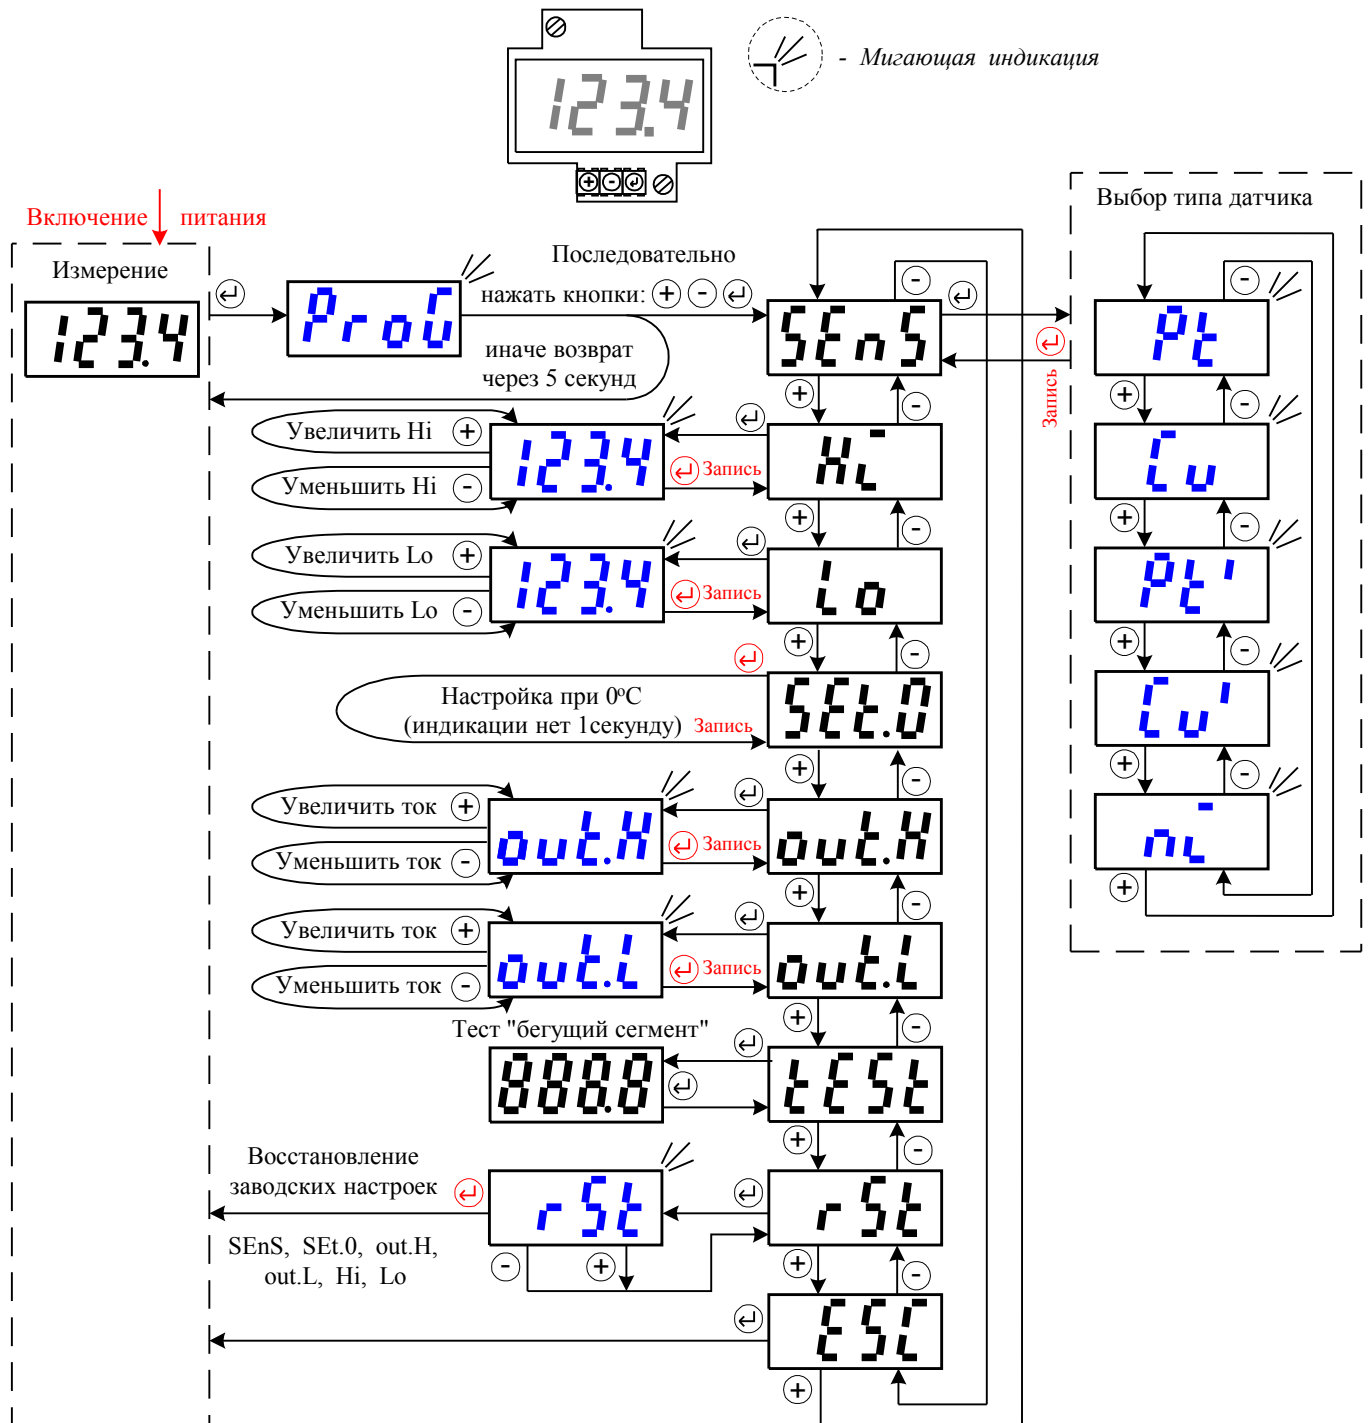 123.4
- Мигающая индикация
Включение питания
Выбор типа датчика
Измерение
123.4
ProG
Последовательно
нажать кнопки: + -
иначе возврат
через 5 секунд
SEnS
-
+
Запись
Pt
+
-
Cu
+
-
Pt'
+
-
Cu'
+
-
ni
+
-
Увеличить Hi +
Уменьшить Hi -
123.4
Запись
Hi
+
-
Увеличить Lo +
Уменьшить Lo -
123.4
Запись
Lo
+
-
Настройка при 0ºC
(индикации нет 1секунду) Запись
SEt.0
+
-
Увеличить ток +
Уменьшить ток -
out.H
Запись
out.H
+
-
Увеличить ток +
Уменьшить ток -
out.L
Запись
out.L
+
-
Тест "бегущий сегмент"
888.8
tESt
+
-
Восстановление
заводских настроек
SEnS, SEt.0, out.H,
out.L, Hi, Lo
rSt
-
+
rSt
+
-
ESC
+